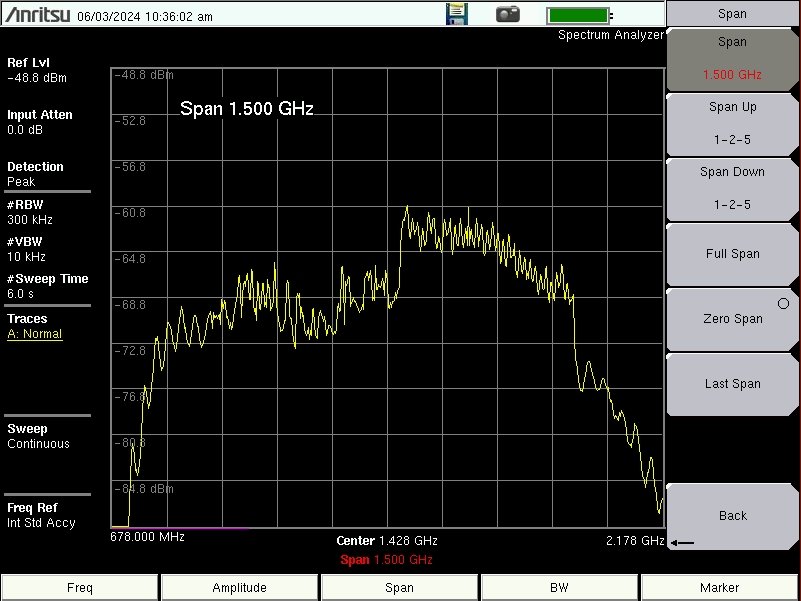 Anritsu 06/03/2024 10:36:02 am
Span
Spectrum Analyzer
Ref Lvl
-48.8 dBm
Input Atten
0.0 dB
Detection
Peak
#RBW
300 kHz
#VBW
10 kHz
#Sweep Time
6.0 s
Traces
A: Normal
Sweep
Continuous
Freq Ref
Int Std Accy
-48.8 dBm
Span 1.500 GHz
-52.8
-56.8
-60.8
-64.8
-68.8
-72.8
-76.8
-80.8
-84.8 dBm
678.000 MHz
Center 1.428 GHz
2.178 GHz
Span 1.500 GHz
Span
1.500 GHz
Span Up
1-2-5
Span Down
1-2-5
Full Span
Zero Span
Last Span
Back
Freq
Amplitude
Span
BW
Marker